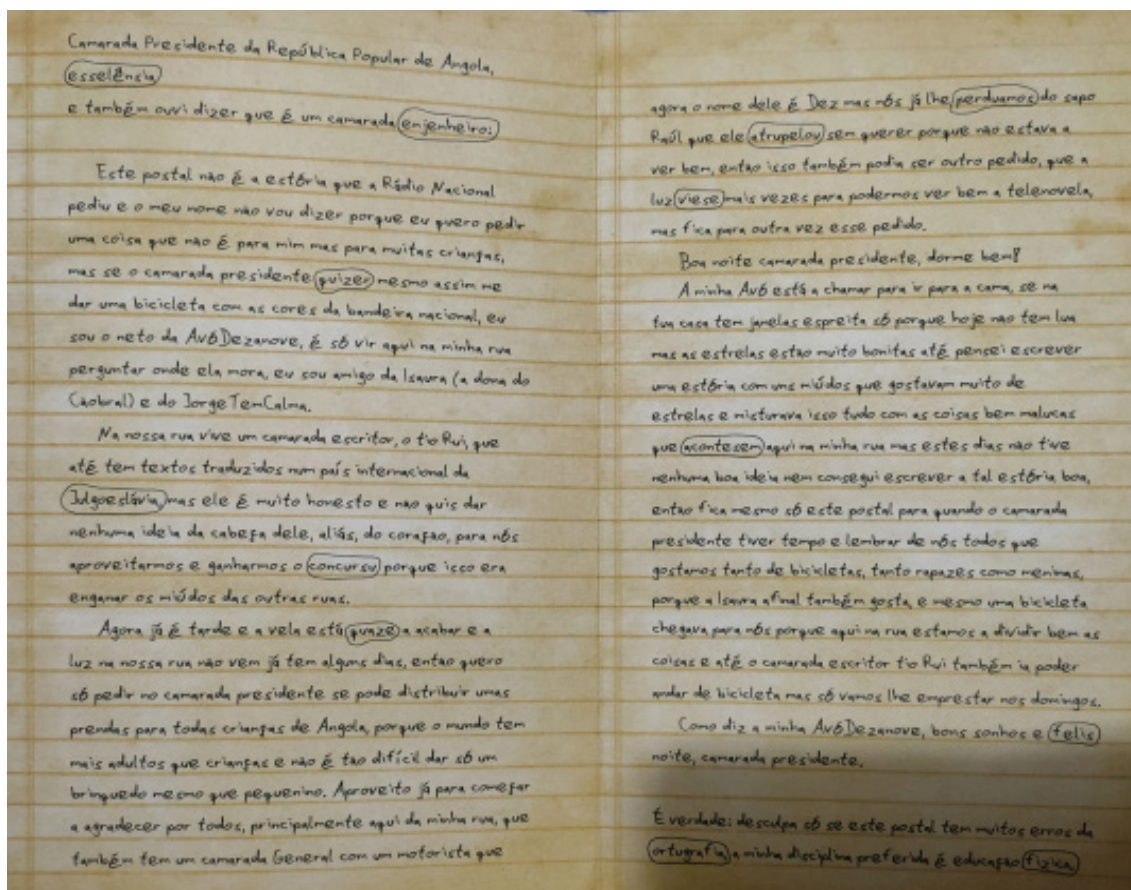 Camarada Presidente da República Popular de Angola,
esselênsia
e também ouvi dizer que é um camarada enjenheiro:
Este postal não é a estória que a Rádio Nacional
pediu e o meu nome não vou dizer porque eu quero pedir
uma coisa que não é para mim mas para muitas crianças,
mas se o camarada presidente quizer mesmo assim me
dar uma bicicleta com as cores da bandeira nacional, eu
sou o neto da AvóDezanove, é só vir aqui na minha rua
perguntar onde ela mora, eu sou amigo da Isaura (a dona do
Caobral) e do JorgeTemCalma.
Na nossa rua vive um camarada escritor, o tio Rui, que
até tem textos traduzidos num país internacional da
Julgoeslávia, mas ele é muito honesto e não quis dar
nenhuma ideia da cabeça dele, aliás, do coração, para nós
aproveitarmos e ganharmos o concursu porque isso era
enganar os miúdos das outras ruas.
Agora já é tarde e a vela está quaze a acabar e a
luz na nossa rua não vem já tem alguns dias, então quero
só pedir no camarada presidente se pode distribuir umas
prendas para todas crianças de Angola, porque o mundo tem
mais adultos que crianças e não é tão difícil dar só um
brinquedo mesmo que pequenino. Aproveito já para começar
a agradecer por todos, principalmente aqui da minha rua, que
também tem um camarada General com um motorista que
agora o nome dele é Dez mas nós já lhe perduamos do sapo
Raúl que ele atrupelou sem querer porque não estava a
ver bem, então isso também podia ser outro pedido, que a
luz viese mais vezes para podermos ver bem a telenovela,
mas fica para outra vez esse pedido.
Boa noite camarada presidente, dorme bem!
A minha Avó está a chamar para ir para a cama, se na
tua casa tem janelas espreita só porque hoje não tem lua
mas as estrelas estão muito bonitas até pensei escrever
uma estória com uns miúdos que gostavam muito de
estrelas e misturava isso tudo com as coisas bem malucas
que acontesem aqui na minha rua mas estes dias não tive
nenhuma boa ideia nem consegui escrever a tal estória boa,
então fica mesmo só este postal para quando o camarada
presidente tiver tempo e lembrar de nós todos que
gostamos tanto de bicicletas, tanto rapazes como meninas,
porque a Isaura afinal também gosta, e mesmo uma bicicleta
chegava para nós porque aqui na rua estamos a dividir bem as
coisas e até o camarada escritor tio Rui também ia poder
andar de bicicleta mas só vamos lhe emprestar nos domingos.
Como diz a minha AvóDezanove, bons sonhos e felis
noite, camarada presidente.
É verdade: desculpa só se este postal tem muitos erros da
ortugrafia, a minha disciplina preferida é educação fizica.